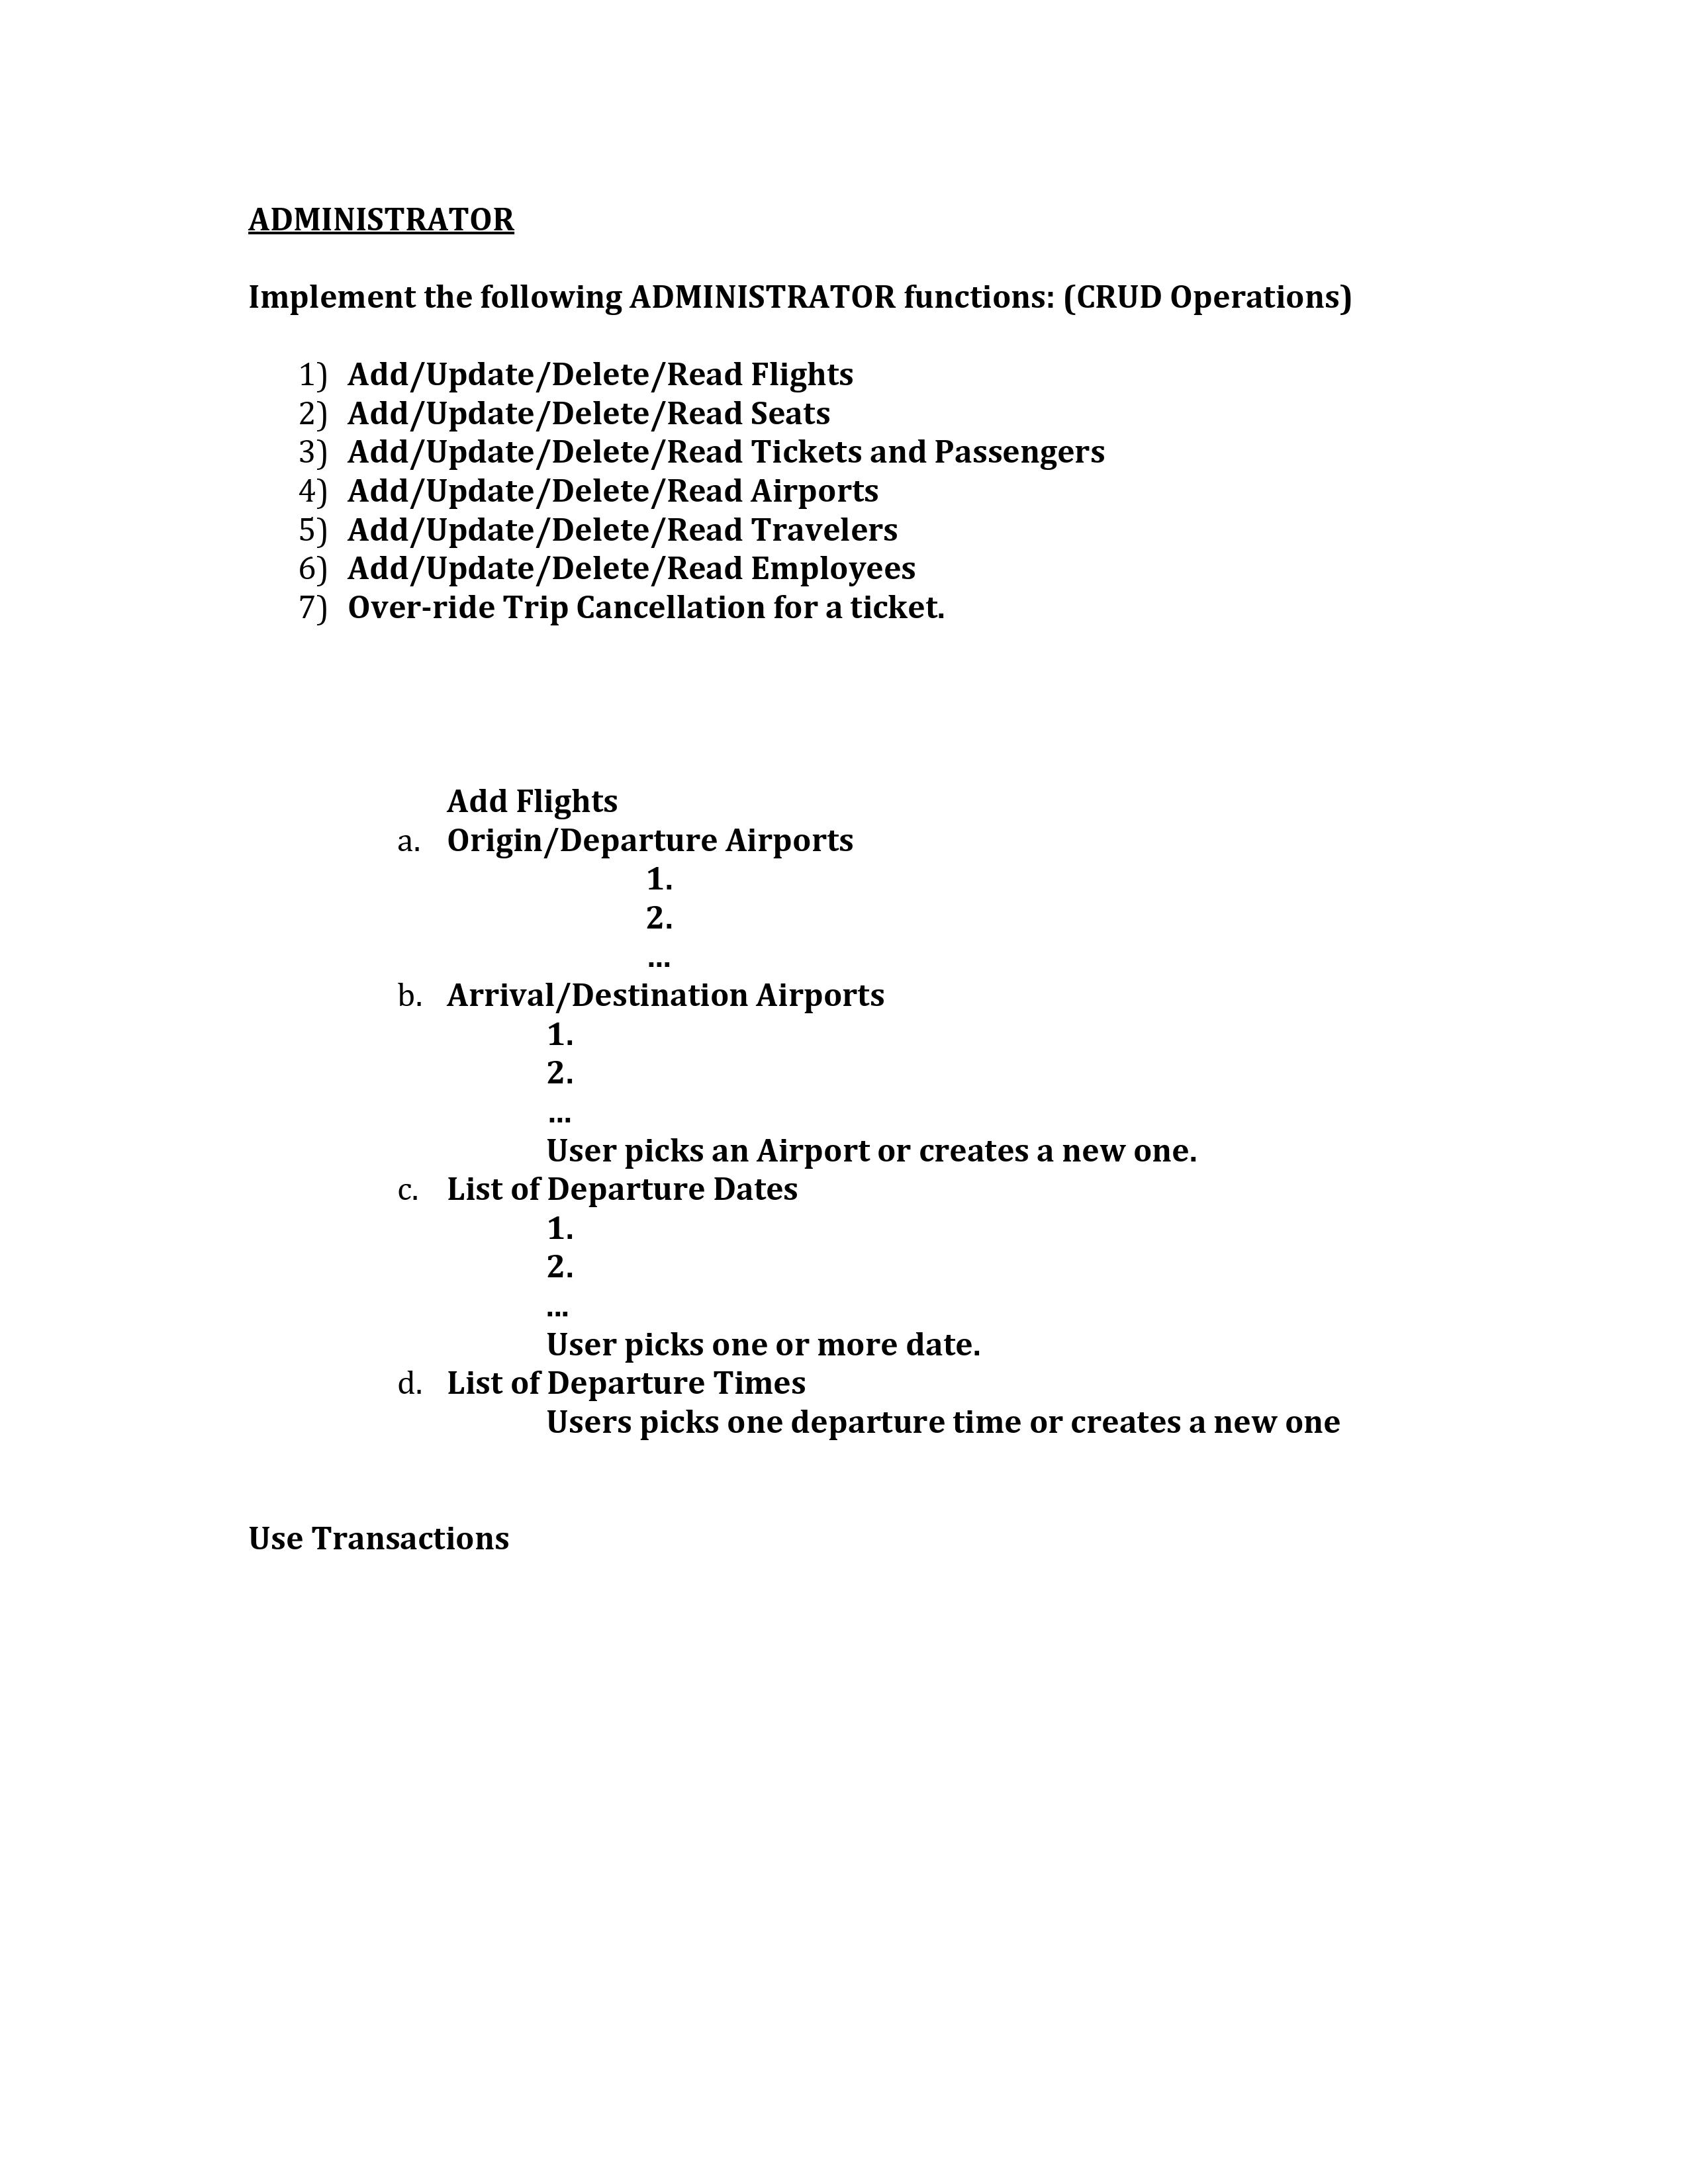 ADMINISTRATOR
Implement the following ADMINISTRATOR functions: (CRUD Operations)
1) Add/Update/Delete/Read Flights
2) Add/Update/Delete/Read Seats
3) Add/Update/Delete/Read Tickets and Passengers
4) Add/Update/Delete/Read Airports
5) Add/Update/Delete/Read Travelers
6) Add/Update/Delete/Read Employees
7) Over-ride Trip Cancellation for a ticket.
Add Flights
a. Origin/Departure Airports
1.
2.
...
b. Arrival/Destination Airports
1.
2.
...
User picks an Airport or creates a new one.
c. List of Departure Dates
1.
2.
...
User picks one or more date.
d. List of Departure Times
Users picks one departure time or creates a new one
Use Transactions